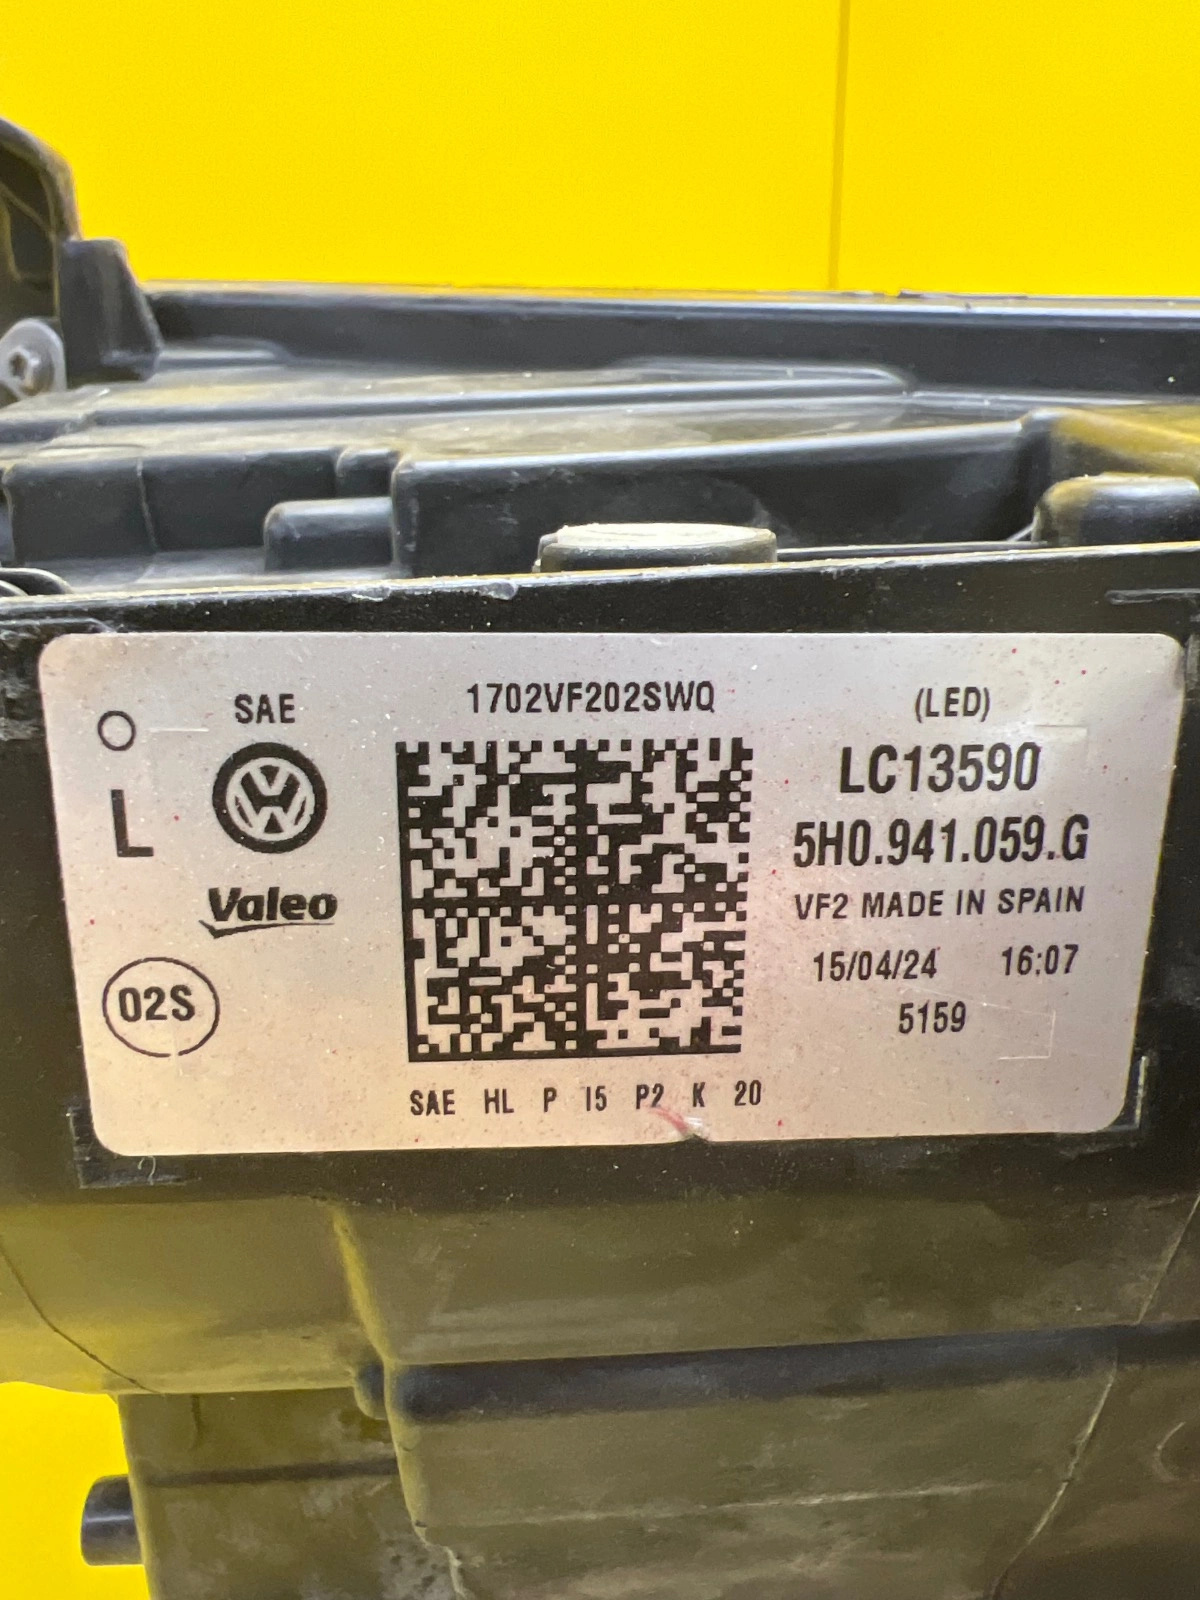 SAE
1702VF202SWQ
(LED)
L
LC13590
5H0.941.059.G
Valeo
VF2 MADE IN SPAIN
15/04/24 16:07
02S
5159
SAE HL P I5 P2 K 20